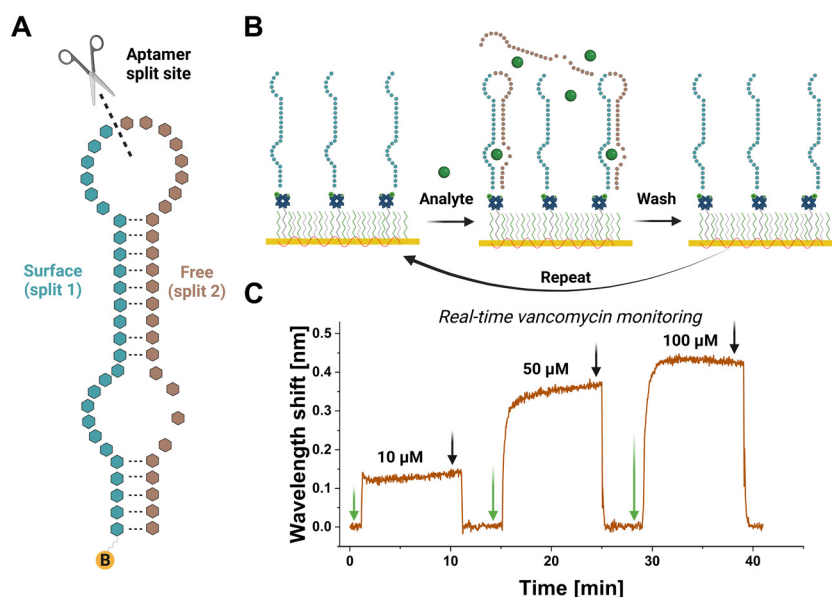 A
Aptamer
split site
Surface
(split 1)
Free
(split 2)
B
B
Analyte
Wash
Repeat
C
Real-time vancomycin monitoring
Wavelength shift [nm]
0.5
0.4
0.3
0.2
0.1
0.0
10 µM
50 µM
100 µM
0
10
20
30
40
Time [min]